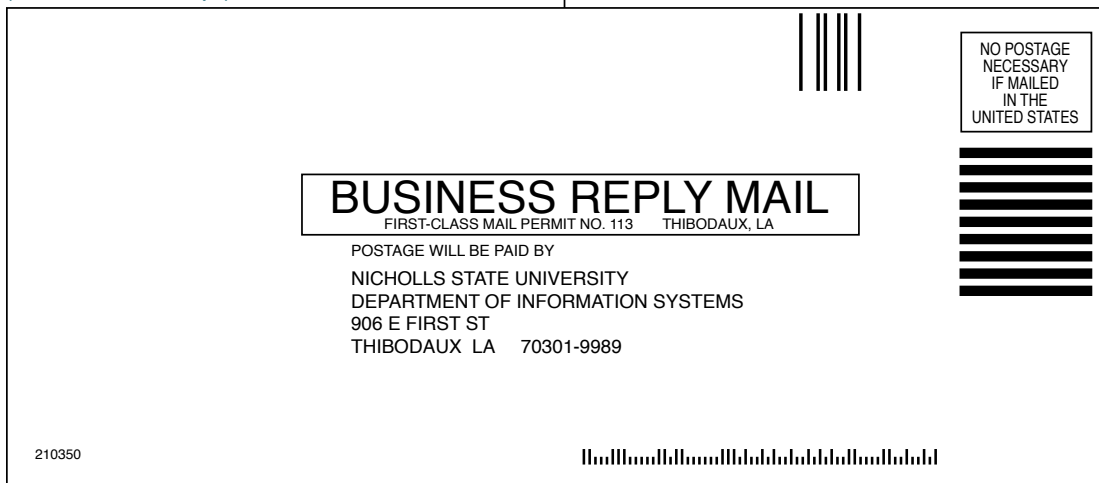 NO POSTAGE
NECESSARY
IF MAILED
IN THE
UNITED STATES
BUSINESS REPLY MAIL
FIRST-CLASS MAIL PERMIT NO. 113 THIBODAUX, LA
POSTAGE WILL BE PAID BY
NICHOLLS STATE UNIVERSITY
DEPARTMENT OF INFORMATION SYSTEMS
906 E FIRST ST
THIBODAUX LA 70301-9989
210350